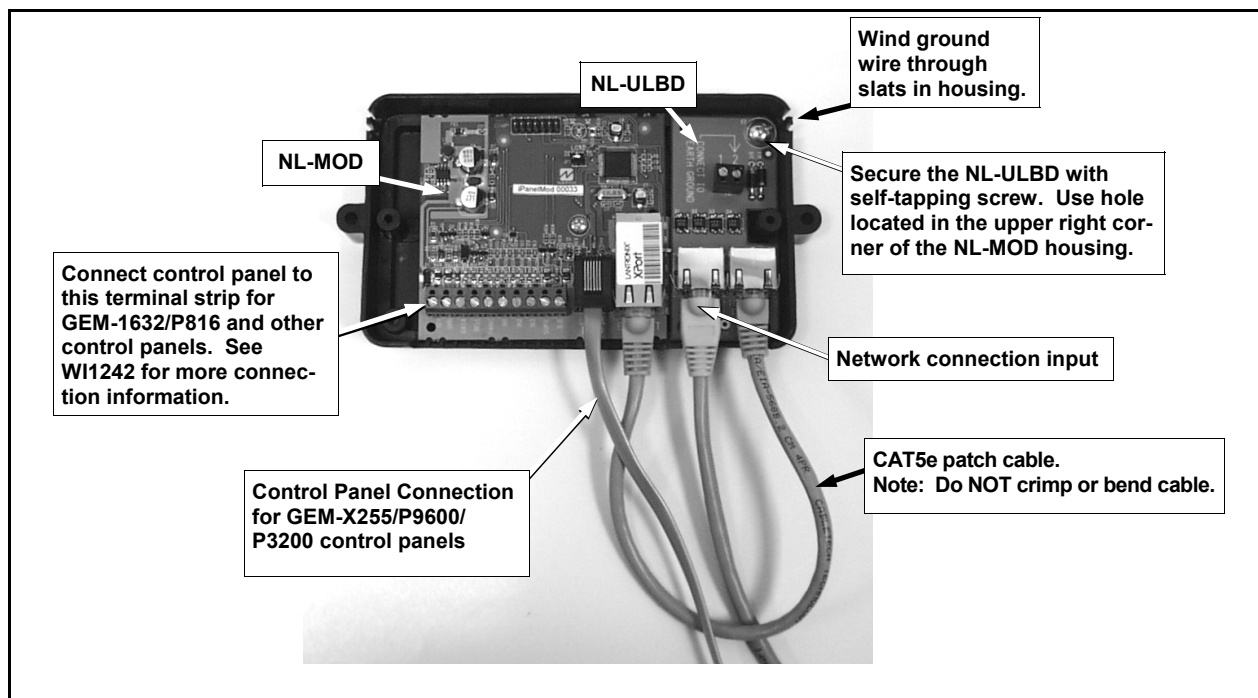 Wind ground
wire through
slats in housing.
NL-ULBD
NL-MOD
Secure the NL-ULBD with
self-tapping screw.  Use hole
located in the upper right cor-
ner of the NL-MOD housing.
CONNECT TO
EARTH GROUND
iPanelMod 00033
LANTRONIX
XPort
Connect control panel to
this terminal strip for
GEM-1632/P816 and other
control panels.  See
WI1242 for more connec-
tion information.
Network connection input
CAT5e patch cable.
Note:  Do NOT crimp or bend cable.
Control Panel Connection
for GEM-X255/P9600/
P3200 control panels